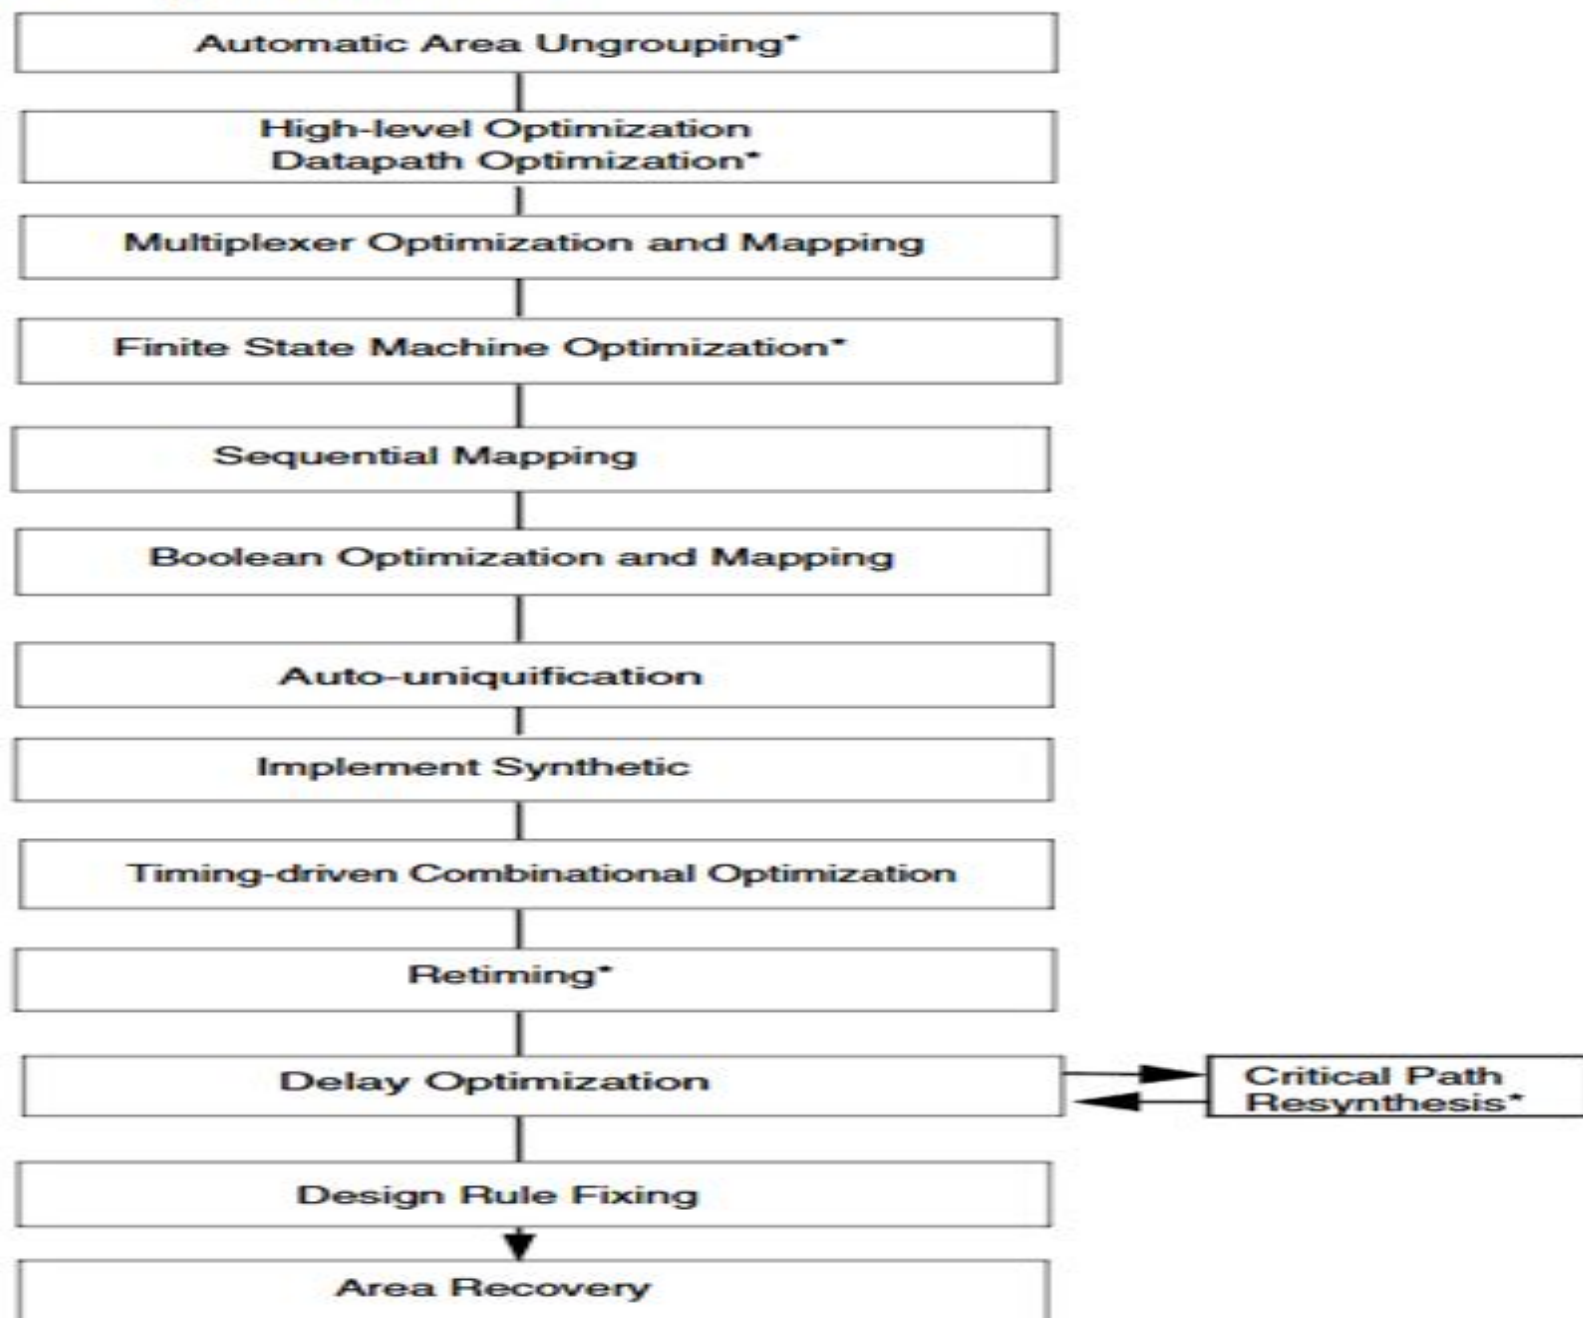 Automatic Area Ungrouping*
High-level Optimization
Datapath Optimization*
Multiplexer Optimization and Mapping
Finite State Machine Optimization*
Sequential Mapping
Boolean Optimization and Mapping
Auto-uniquification
Implement Synthetic
Timing-driven Combinational Optimization
Retiming*
Delay Optimization
Critical Path
Resynthesis*
Design Rule Fixing
Area Recovery